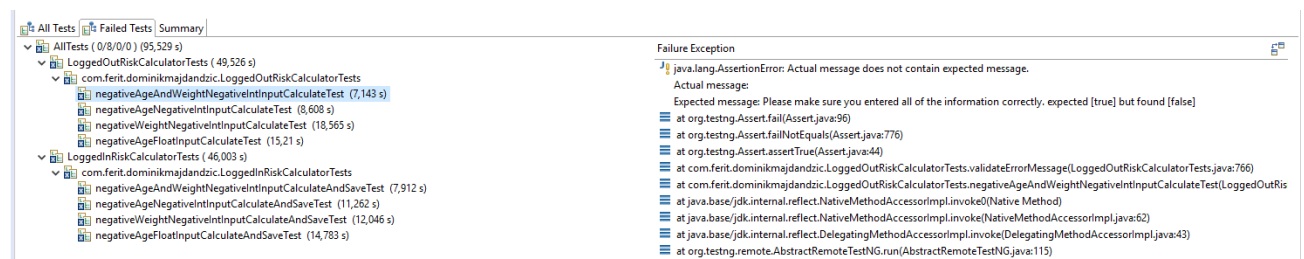 All Tests Failed Tests Summary
AllTests ( 0/8/0/0 ) (95,529 s)
LoggedOutRiskCalculatorTests ( 49,526 s)
com.ferit.dominikmajdandzic.LoggedOutRiskCalculatorTests
negativeAgeAndWeightNegativeIntInputCalculateTest (7,143 s)
negativeAgeNegativeIntInputCalculateTest (8,608 s)
negativeWeightNegativeIntInputCalculateTest (18,565 s)
negativeAgeFloatInputCalculateTest (15,21 s)
LoggedInRiskCalculatorTests ( 46,003 s)
com.ferit.dominikmajdandzic.LoggedInRiskCalculatorTests
negativeAgeAndWeightNegativeIntInputCalculateAndSaveTest (7,912 s)
negativeAgeNegativeIntInputCalculateAndSaveTest (11,262 s)
negativeWeightNegativeIntInputCalculateAndSaveTest (12,046 s)
negativeAgeFloatInputCalculateAndSaveTest (14,783 s)
Failure Exception
java.lang.AssertionError: Actual message does not contain expected message.
Actual message:
Expected message: Please make sure you entered all of the information correctly. expected [true] but found [false]
at org.testng.Assert.fail(Assert.java:96)
at org.testng.Assert.failNotEquals(Assert.java:776)
at org.testng.Assert.assertTrue(Assert.java:44)
at com.ferit.dominikmajdandzic.LoggedOutRiskCalculatorTests.validateErrorMessage(LoggedOutRiskCalculatorTests.java:766)
at com.ferit.dominikmajdandzic.LoggedOutRiskCalculatorTests.negativeAgeAndWeightNegativeIntInputCalculateTest(LoggedOutRis
at java.base/jdk.internal.reflect.NativeMethodAccessorImpl.invoke0(Native Method)
at java.base/jdk.internal.reflect.NativeMethodAccessorImpl.invoke(NativeMethodAccessorImpl.java:62)
at java.base/jdk.internal.reflect.DelegatingMethodAccessorImpl.invoke(DelegatingMethodAccessorImpl.java:43)
at org.testng.remote.AbstractRemoteTestNG.run(AbstractRemoteTestNG.java:115)